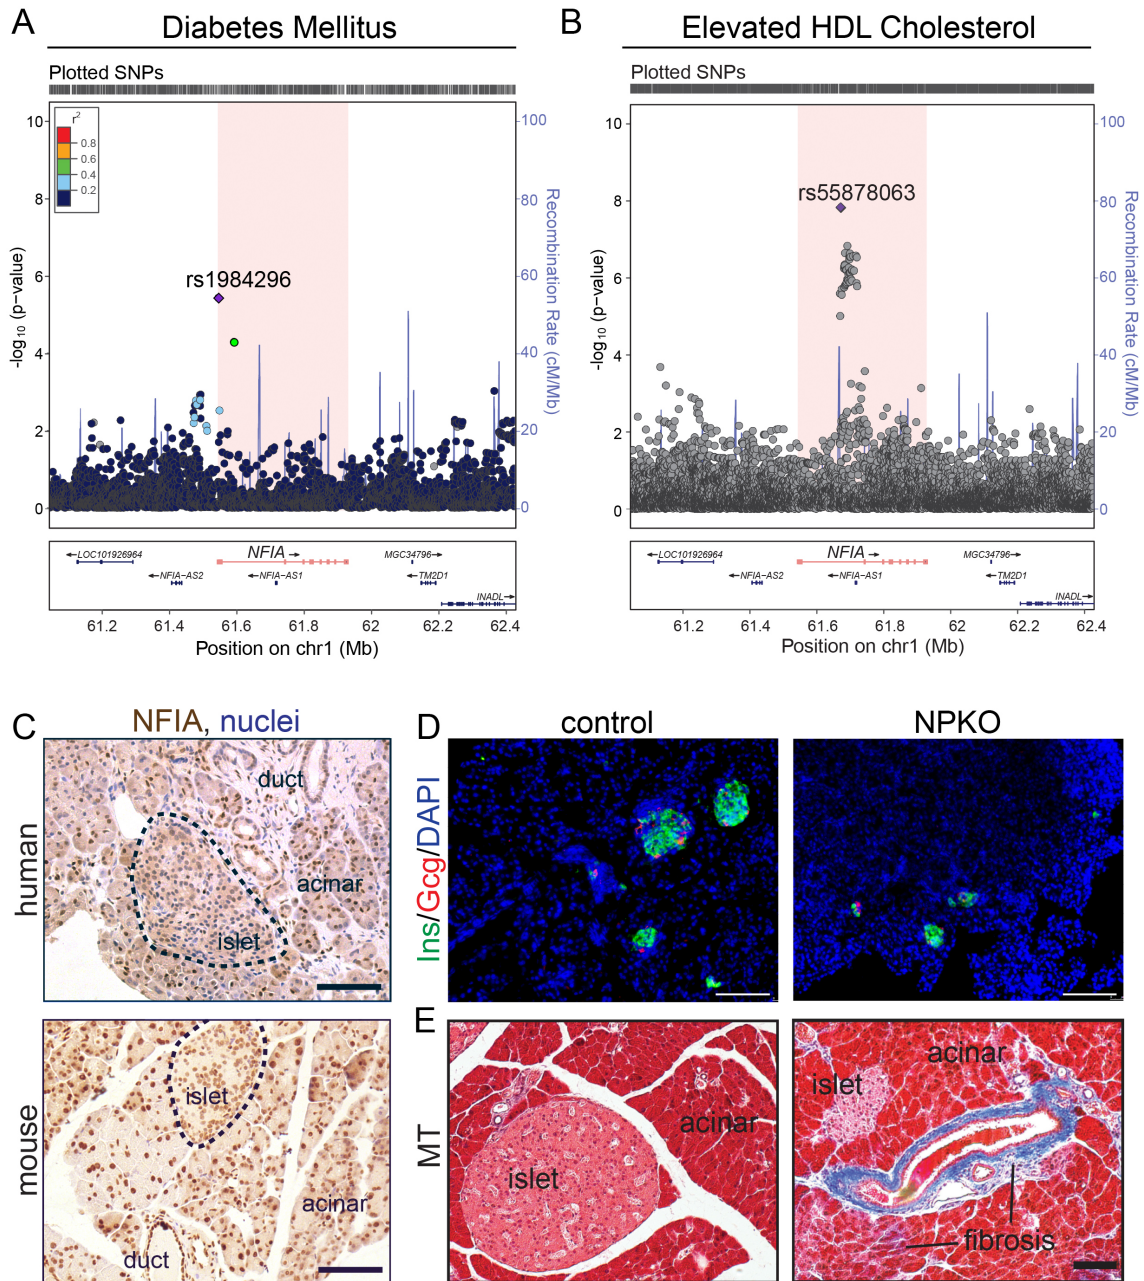 A
Diabetes Mellitus
Plotted SNPs
r2
0.8
0.6
0.4
0.2
10
8
6
4
2
0
-log10 (p-value)
100
80
60
40
20
0
Recombination Rate (cM/Mb)
rs1984296
←LOC101926964
NFIA→
MGC34796→
←NFIA-AS2
←NFIA-AS1
←TM2D1
INADL→
61.2 61.4 61.6 61.8 62 62.2 62.4
Position on chr1 (Mb)
B
Elevated HDL Cholesterol
Plotted SNPs
10
8
6
4
2
0
-log10 (p-value)
100
80
60
40
20
0
Recombination Rate (cM/Mb)
rs55878063
←LOC101926964
NFIA→
MGC34796→
←NFIA-AS2
←NFIA-AS1
←TM2D1
INADL→
61.2 61.4 61.6 61.8 62 62.2 62.4
Position on chr1 (Mb)
C
NFIA, nuclei
human
duct
acinar
islet
mouse
islet
acinar
duct
D
control
NPKO
Ins/Gcg/DAPI
E
MT
acinar
islet
acinar
islet
fibrosis